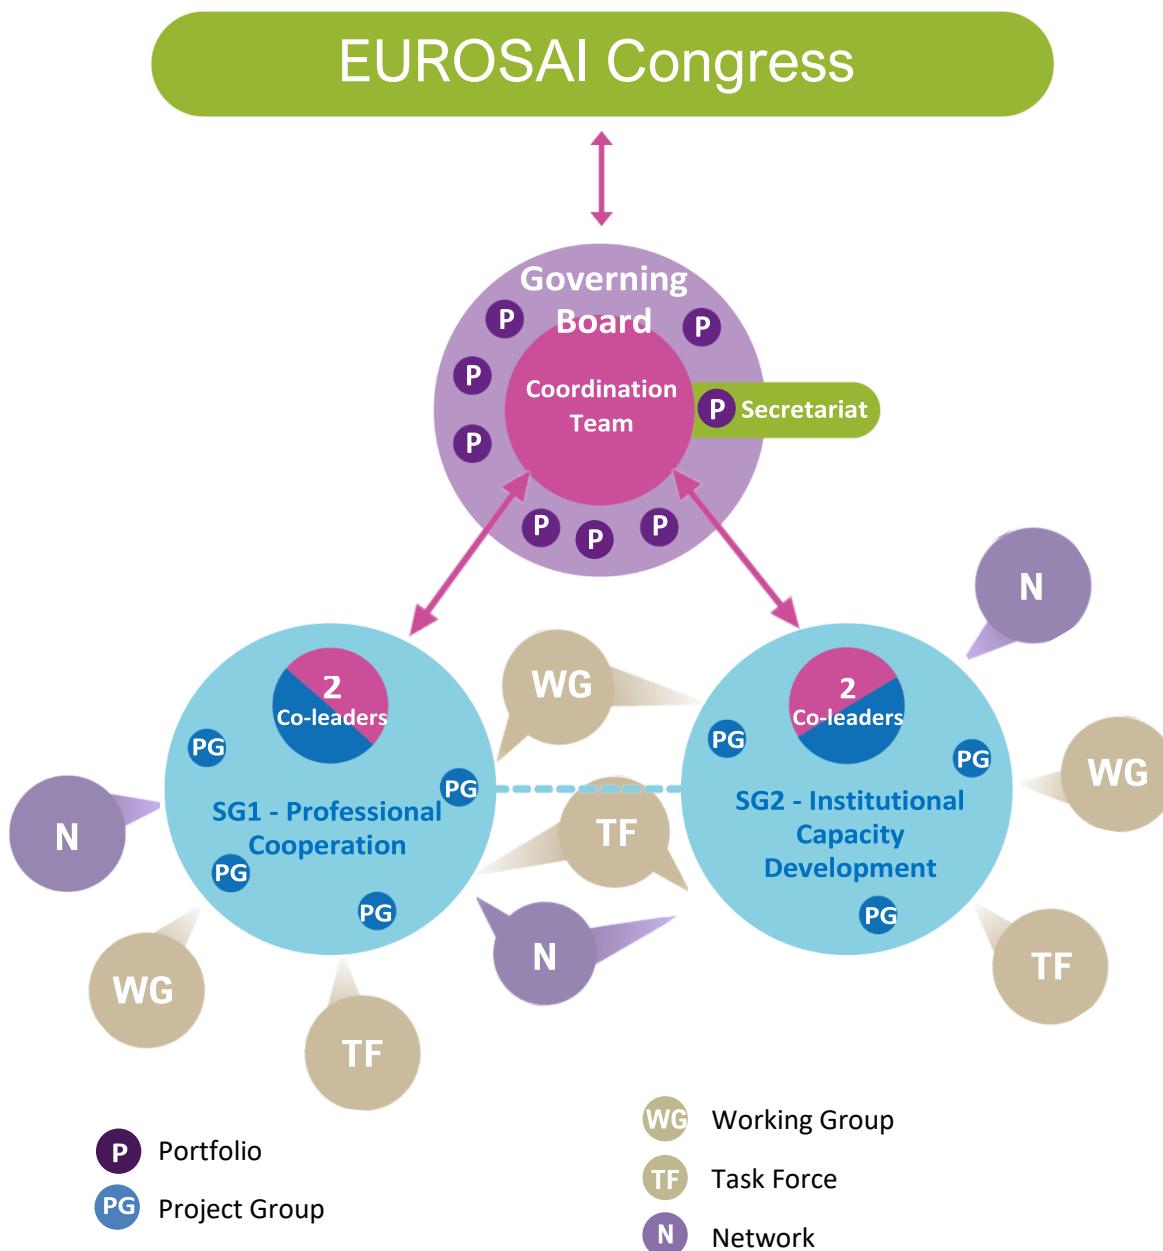 EUROSAI Congress
Governing
Board
P
P
P
P
Coordination
Team
P
Secretariat
P
P
P
N
2
Co-leaders
WG
2
Co-leaders
PG
PG
PG
PG
WG
SG1 - Professional
Cooperation
SG2 - Institutional
Capacity
Development
N
TF
PG
PG
PG
WG
N
TF
TF
P Portfolio
PG Project Group
WG Working Group
TF Task Force
N Network